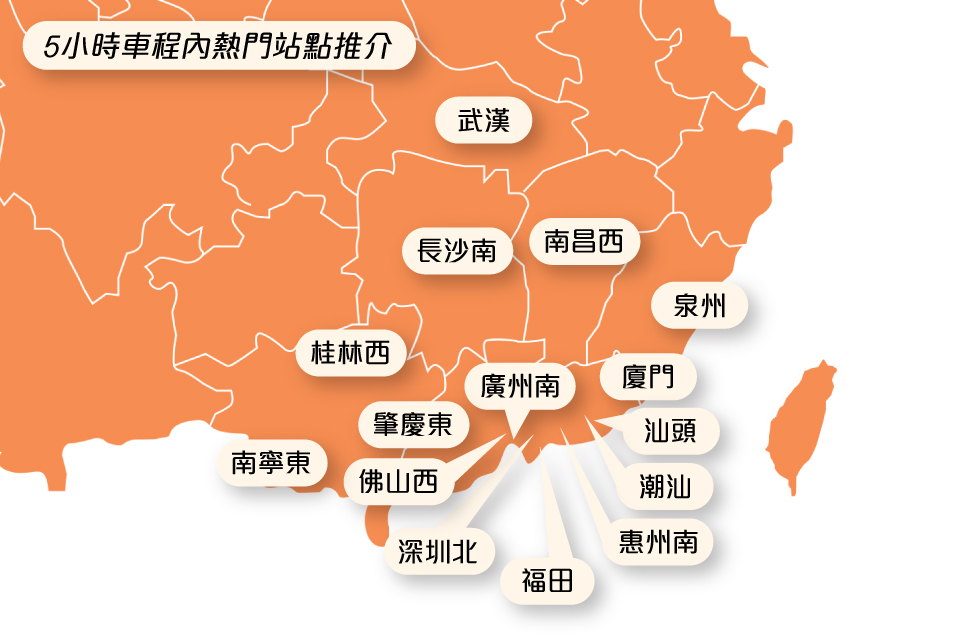 5小時車程內熱門站點推介
武漢
長沙南
南昌西
泉州
桂林西
廣州南
廈門
肇慶東
汕頭
南寧東
佛山西
潮汕
深圳北
惠州南
福田